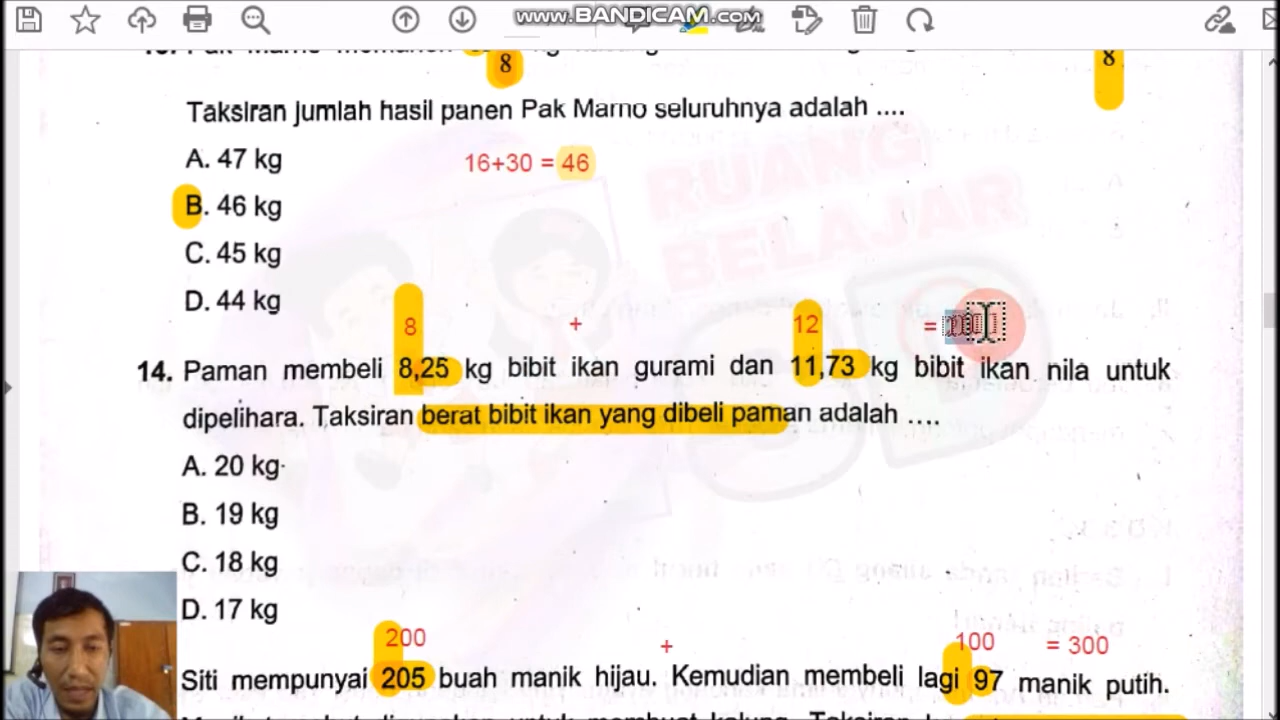 www.BANDICAM.com
8
8
Taksiran jumlah hasil panen Pak Marno seluruhnya adalah ....
A. 47 kg
16+30 = 46
B. 46 kg
C. 45 kg
D. 44 kg
RUANG
BELAJAR
SD
8 + 12 =
14. Paman membeli 8,25 kg bibit ikan gurami dan 11,73 kg bibit ikan nila untuk
dipelihara. Taksiran berat bibit ikan yang dibeli paman adalah ....
A. 20 kg
B. 19 kg
C. 18 kg
D. 17 kg
200 + 100 = 300
Siti mempunyai 205 buah manik hijau. Kemudian membeli lagi 97 manik putih.